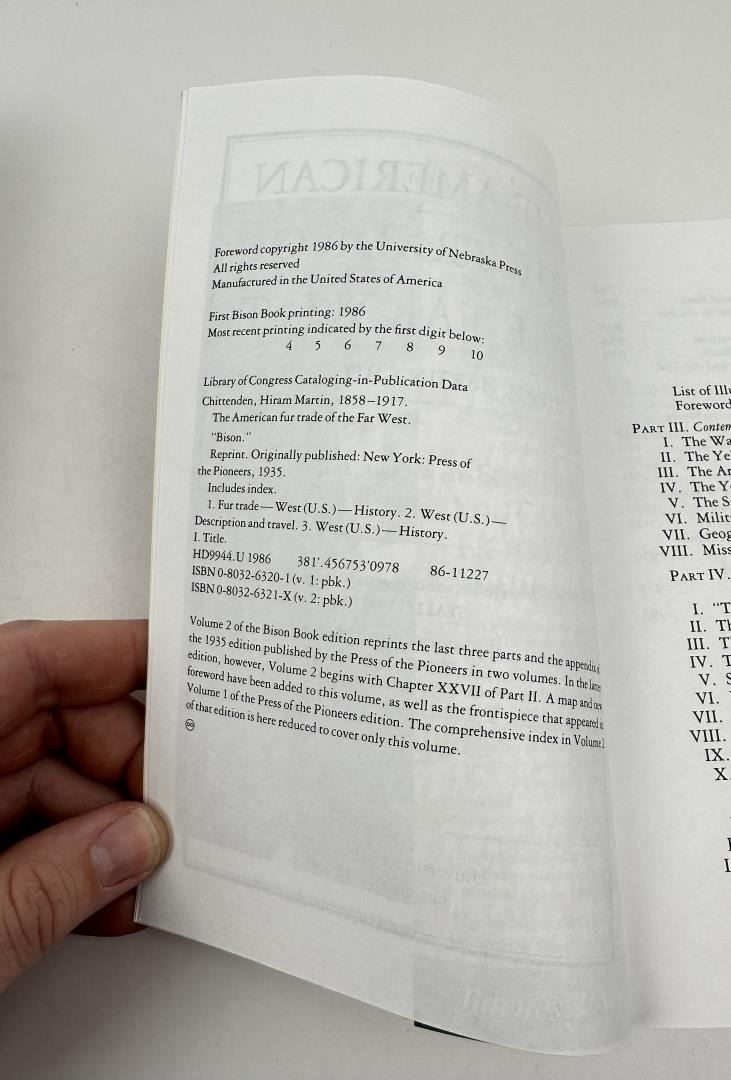 Foreword copyright 1986 by the University of Nebraska Press
All rights reserved
Manufactured in the United States of America
First Bison Book printing: 1986
Most recent printing indicated by the first digit below:
4 5 6 7 8 9 10
Library of Congress Cataloging-in-Publication Data
Chittenden, Hiram Martin, 1858–1917.
The American fur trade of the Far West.
"Bison."
Reprint. Originally published: New York: Press of
the Pioneers, 1935.
Includes index.
1. Fur trade—West (U.S.)—History. 2. West (U.S.)—
Description and travel. 3. West (U.S.)—History.
I. Title.
HD9944.U 1986 381'.456753'0978 86-11227
ISBN 0-8032-6320-1 (v. 1: pbk.)
ISBN 0-8032-6321-X (v. 2: pbk.)
Volume 2 of the Bison Book edition reprints the last three parts and the appendix
the 1935 edition published by the Press of the Pioneers in two volumes. In the
edition, however, Volume 2 begins with Chapter XXVII of Part II. A map and
foreword have been added to this volume, as well as the frontispiece that appeared
Volume 1 of the Press of the Pioneers edition. The comprehensive index in Volume
of that edition is here reduced to cover only this volume.
List of
Foreword
PART III.
I. The
II. The
III. The
IV. The
V. The
VI.
VII.
VIII.
PART IV.
I.
II.
III.
IV.
V.
VI.
VII.
VIII.
IX.
X.
THE AMERICAN